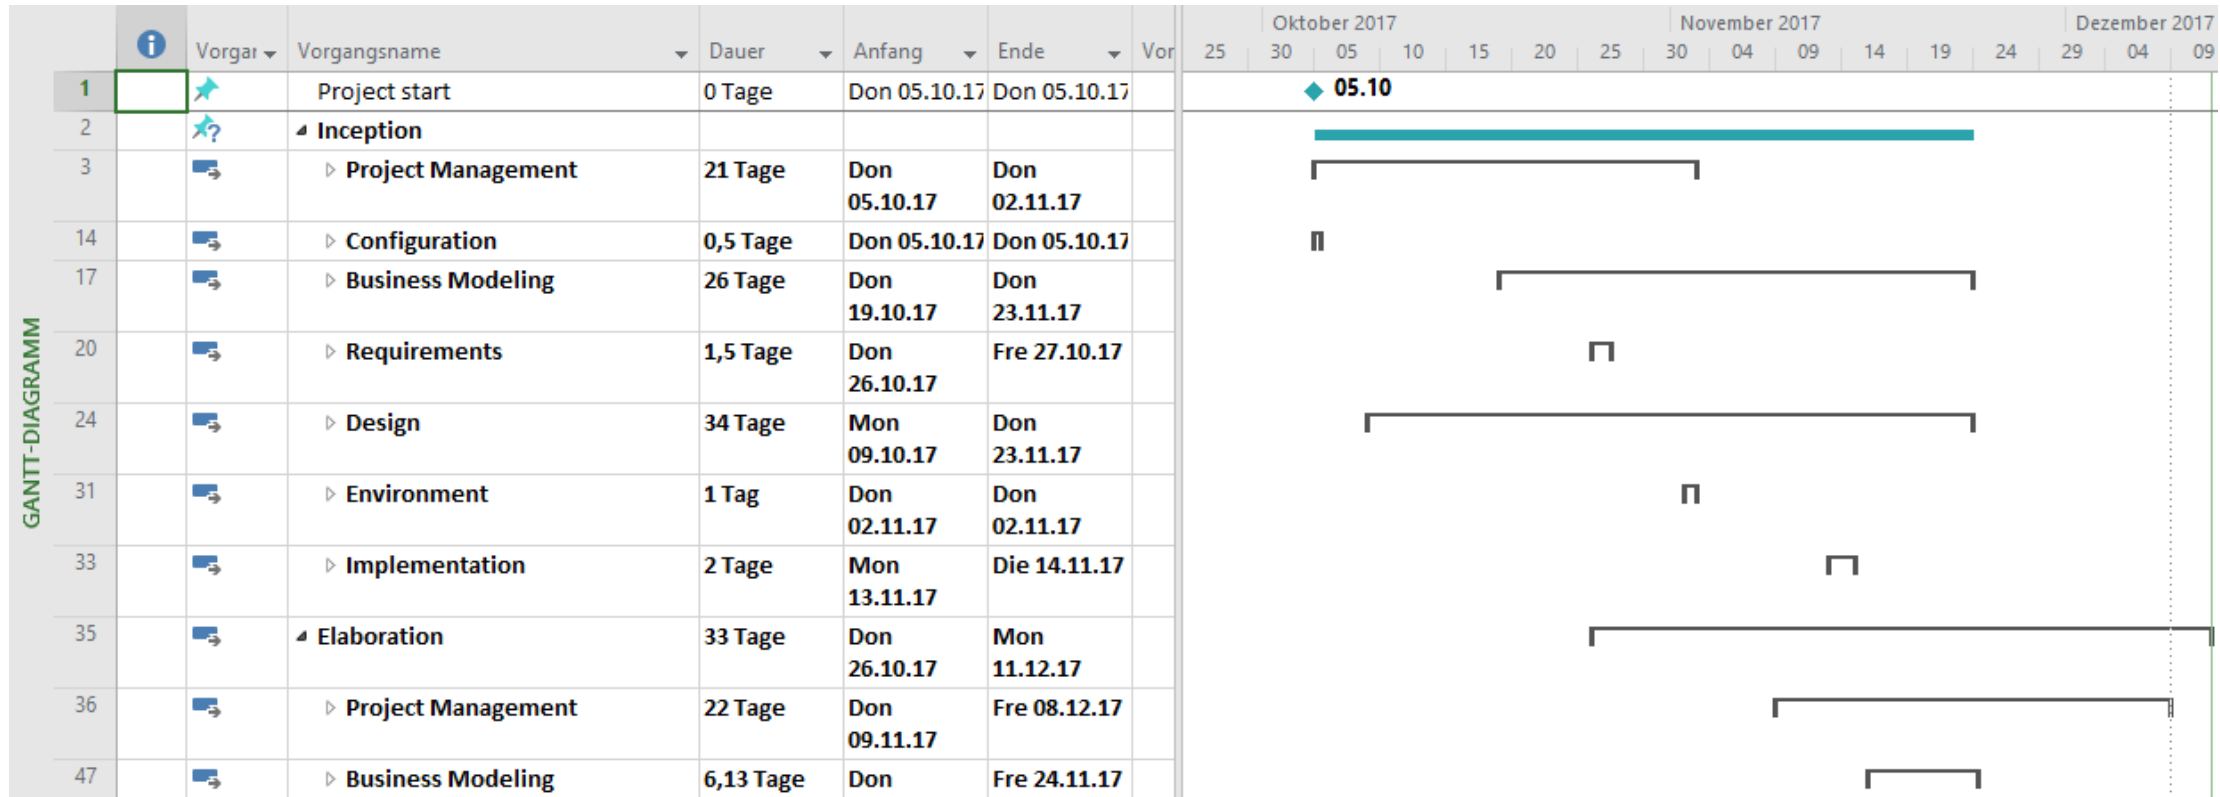 Oktober 2017 November 2017 Dezember 2017
Vorgar Vorgangsname Dauer Anfang Ende Vor 25 30 05 10 15 20 25 30 04 09 14 19 24 29 04 09
1 Project start 0 Tage Don 05.10.17 Don 05.10.17 05.10
2 ? Inception
3 Project Management 21 Tage Don Don
05.10.17 02.11.17
14 Configuration 0,5 Tage Don 05.10.17 Don 05.10.17
17 Business Modeling 26 Tage Don Don
19.10.17 23.11.17
20 Requirements 1,5 Tage Don Fre 27.10.17
26.10.17
24 Design 34 Tage Mon Don
09.10.17 23.11.17
31 Environment 1 Tag Don Don
02.11.17 02.11.17
33 Implementation 2 Tage Mon Die 14.11.17
13.11.17
35 Elaboration 33 Tage Don Mon
26.10.17 11.12.17
36 Project Management 22 Tage Don Fre 08.12.17
09.11.17
47 Business Modeling 6,13 Tage Don Fre 24.11.17
GANTT-DIAGRAMM